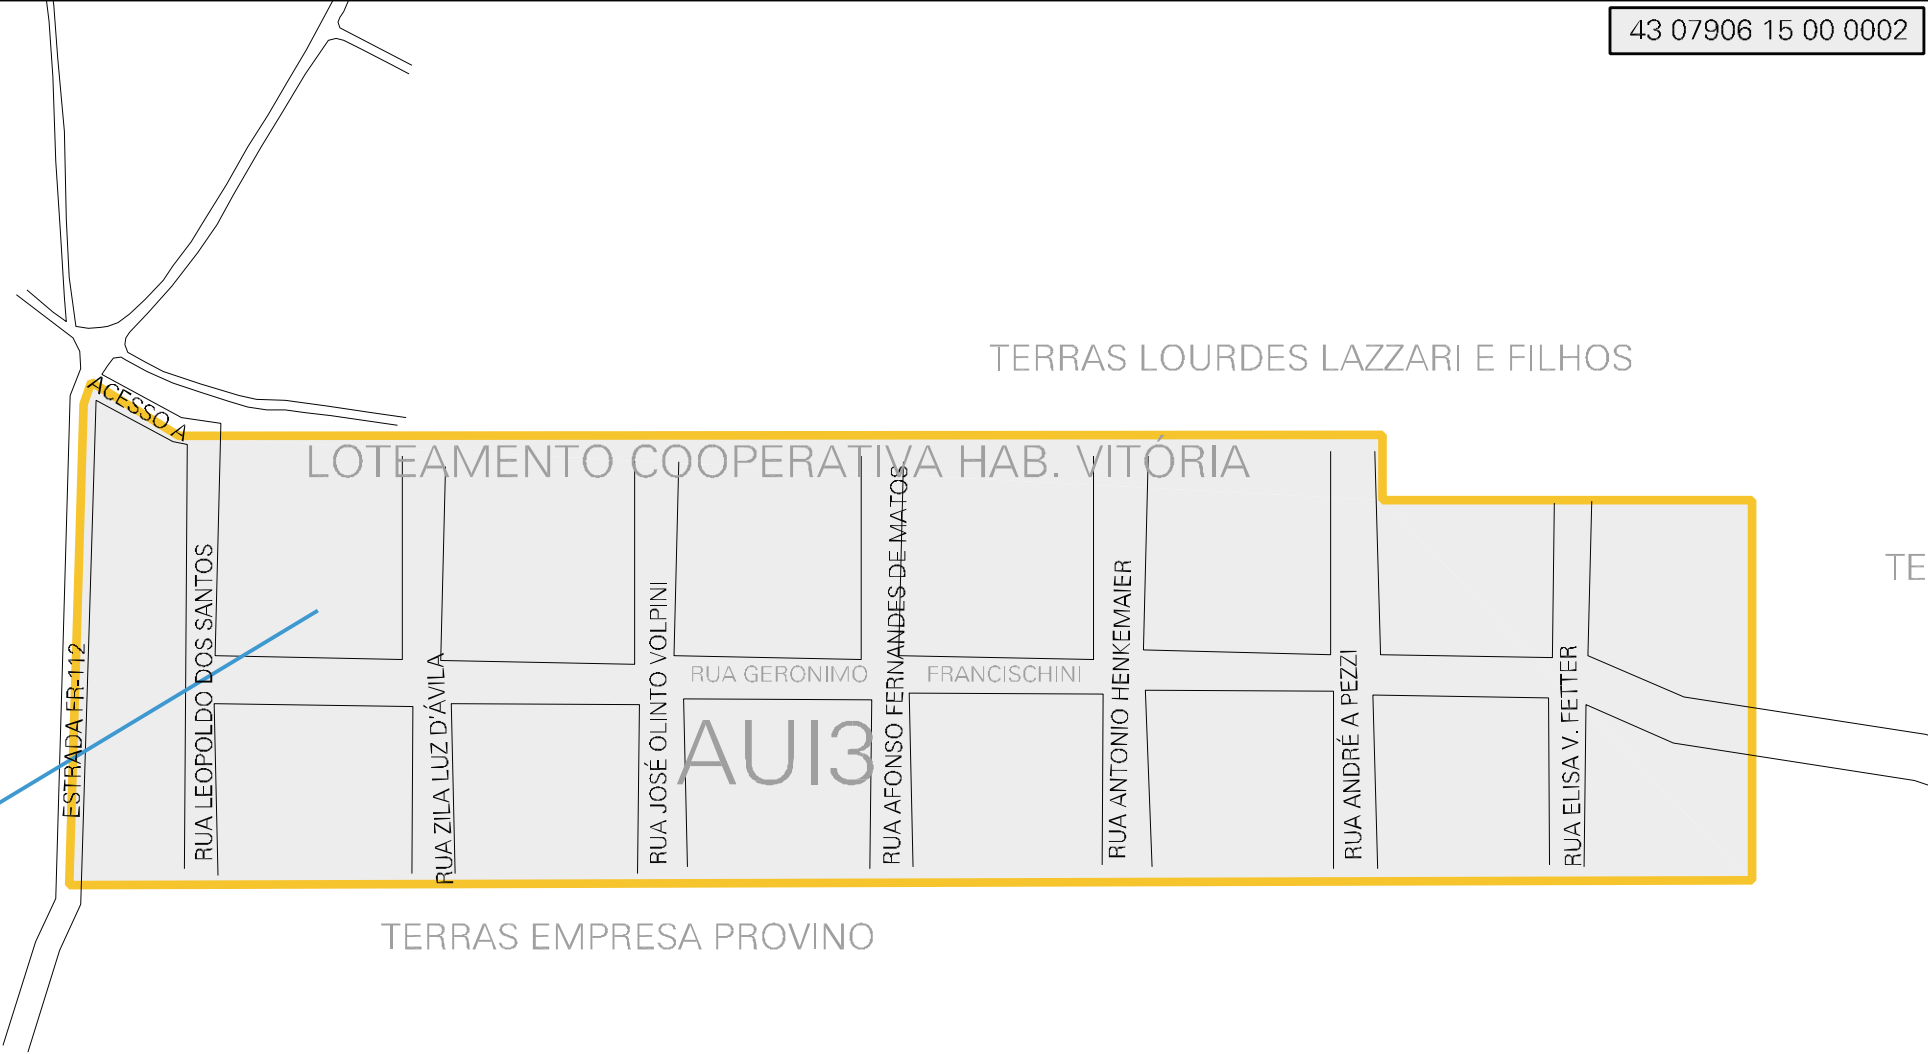 43 07906 15 00 0002
TERRAS LOURDES LAZZARI E FILHOS
ACESSO A
LOTEAMENTO COOPERATIVA HAB. VITÓRIA
TE
ESTRADA FR-112
RUA LEOPOLDO DOS SANTOS
RUA ZILA LUZ D'ÁVILA
RUA JOSÉ OLINTO VOLPINI
RUA AFONSO FERNANDES DE MATOS
RUA ANTONIO HENKEMAIER
RUA ANDRÉ A PEZZI
RUA ELISA V. FETTER
RUA GERONIMO FRANCISCHINI
AUI3
TERRAS EMPRESA PROVINO